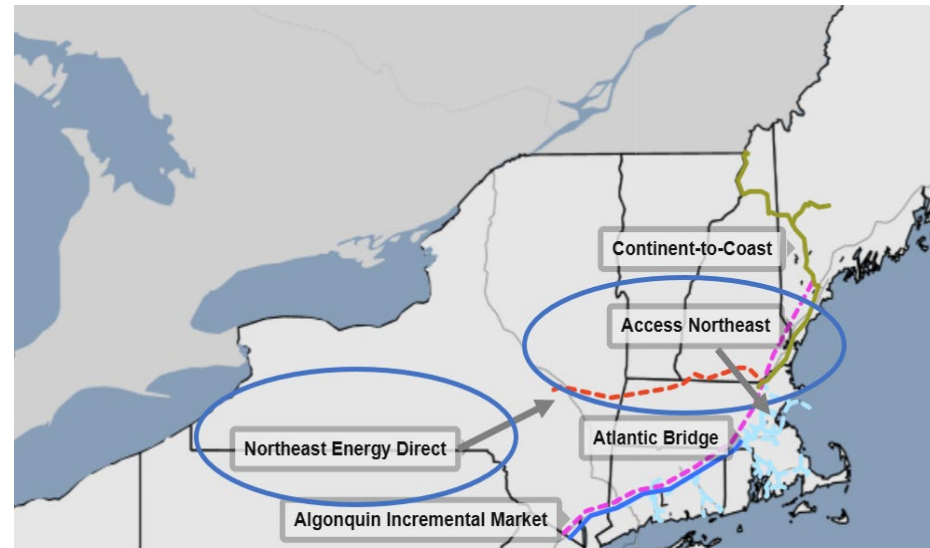 Continent-to-Coast
Access Northeast
Atlantic Bridge
Northeast Energy Direct
Algonquin Incremental Market